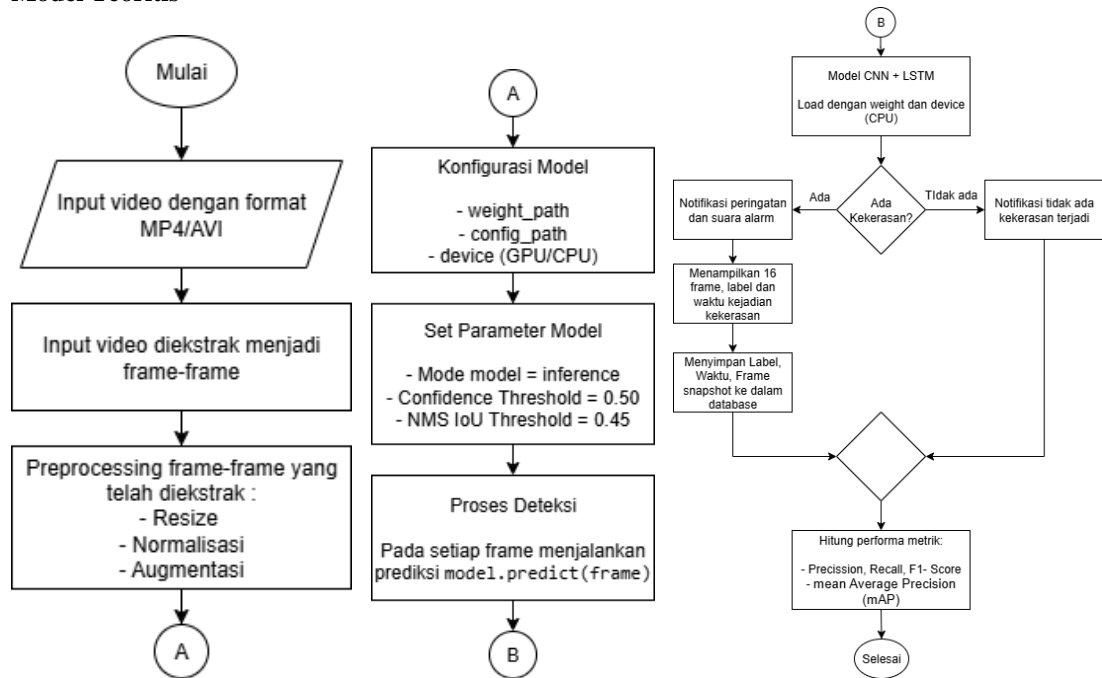 Mulai
Input video dengan format
MP4/AVI
Input video diekstrak menjadi
frame-frame
Preprocessing frame-frame yang
telah diekstrak :
- Resize
- Normalisasi
- Augmentasi
A
A
Konfigurasi Model
- weight_path
- config_path
- device (GPU/CPU)
Set Parameter Model
- Mode model = inference
- Confidence Threshold = 0.50
- NMS IoU Threshold = 0.45
Proses Deteksi
Pada setiap frame menjalankan
prediksi model.predict(frame)
B
B
Model CNN + LSTM
Load dengan weight dan device
(CPU)
Ada
Kekerasan?
Ada
TIdak ada
Notifikasi peringatan
dan suara alarm
Notifikasi tidak ada
kekerasan terjadi
Menampilkan 16
frame, label dan
waktu kejadian
kekerasan
Menyimpan Label,
Waktu, Frame
snapshot ke dalam
database
Hitung performa metrik:
- Precission, Recall, F1- Score
- mean Average Precision
(mAP)
Selesai